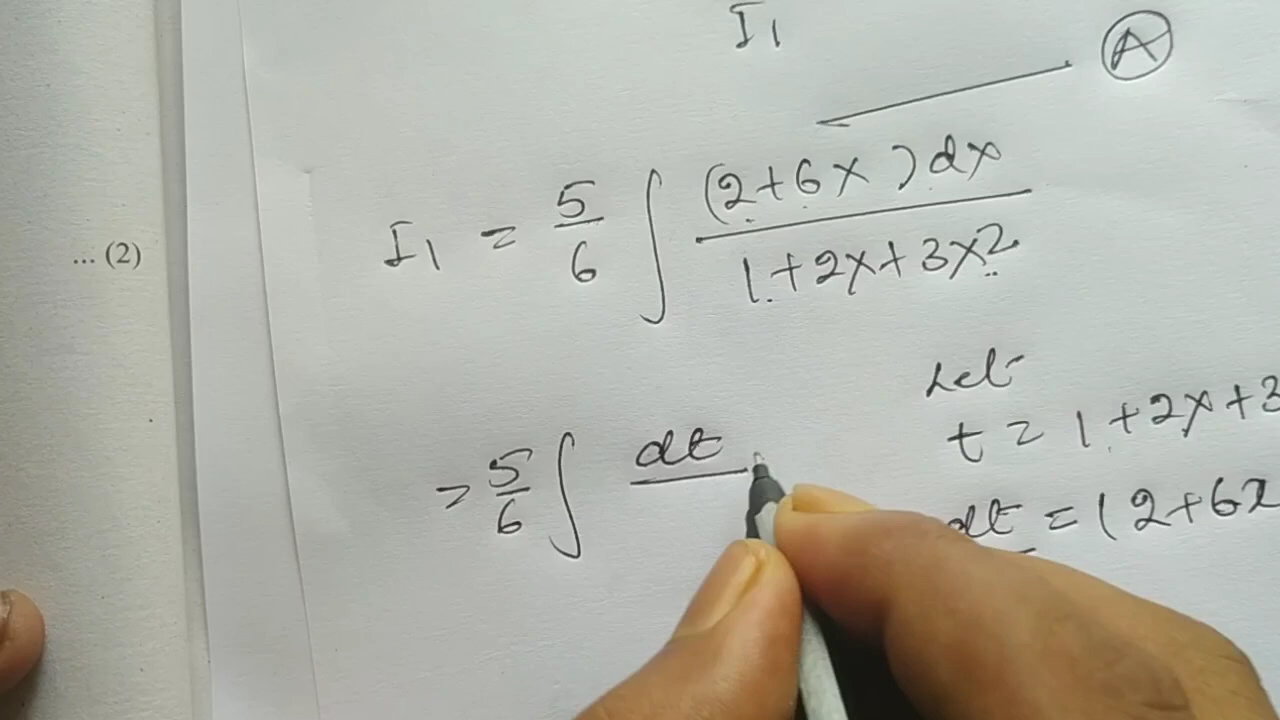 I₁
Ⓐ
I₁ = 5/6 ∫ (2+6x)dx / 1+2x+3x²
... (2)
Let
t = 1+2x+3
= 5/6 ∫ dt
dt = (2+6x